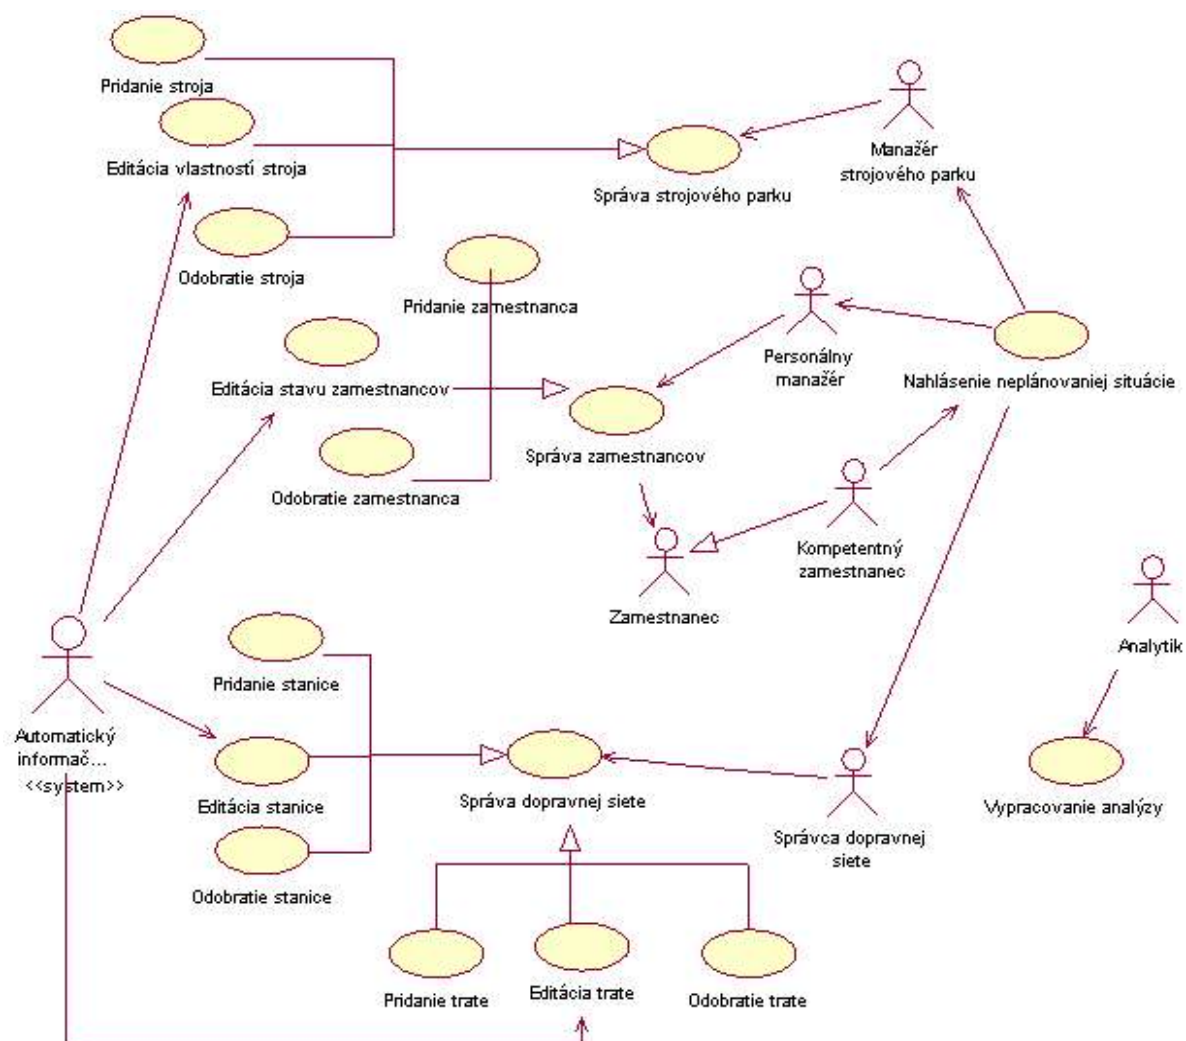 Pridanie stroja
Editácia vlastností stroja
Odobratie stroja
Správa strojového parku
Manažér
strojového parku
Pridanie zamestnanca
Editácia stavu zamestnancov
Odobratie zamestnanca
Správa zamestnancov
Personálny
manažér
Nahlásenie neplánovaniej situácie
Kompetentný
zamestnanec
Zamestnanec
Analytik
Vypracovanie analýzy
Automatický
informač...
<<system>>
Pridanie stanice
Editácia stanice
Odobratie stanice
Správa dopravnej siete
Správca dopravnej
siete
Pridanie trate
Editácia trate
Odobratie trate